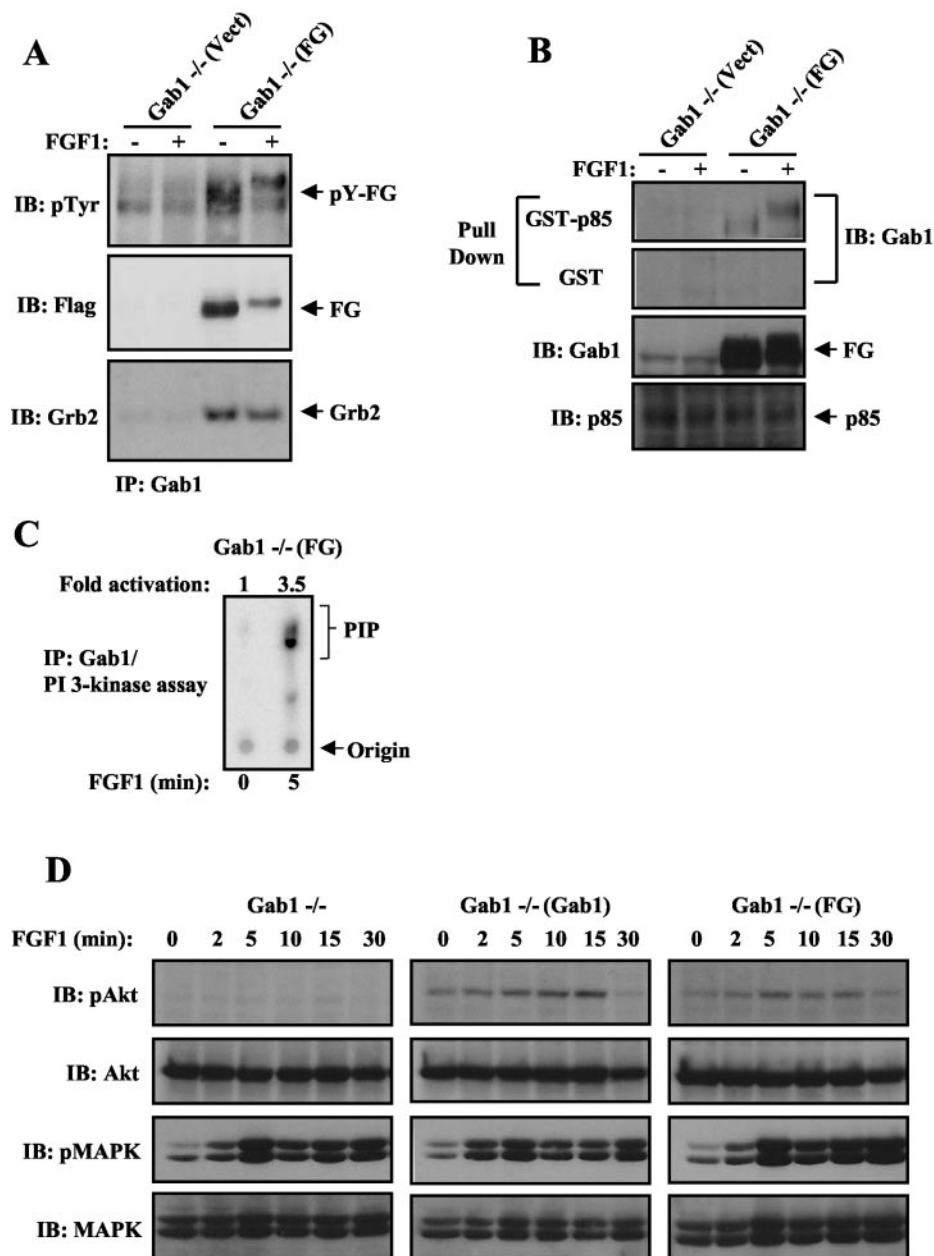 A
Gab1 -/- (Vect)
Gab1 -/- (FG)
FGF1: - + - +
IB: pTyr
pY-FG
IB: Flag
FG
IB: Grb2
Grb2
IP: Gab1
B
Gab1 -/- (Vect)
Gab1 -/- (FG)
FGF1: - + - +
Pull Down
GST-p85
GST
IB: Gab1
IB: Gab1
FG
IB: p85
p85
C
Gab1 -/- (FG)
Fold activation: 1 3.5
PIP
IP: Gab1/
PI 3-kinase assay
Origin
FGF1 (min): 0 5
D
Gab1 -/- Gab1 -/- (Gab1) Gab1 -/- (FG)
FGF1 (min): 0 2 5 10 15 30 0 2 5 10 15 30 0 2 5 10 15 30
IB: pAkt
IB: Akt
IB: pMAPK
IB: MAPK